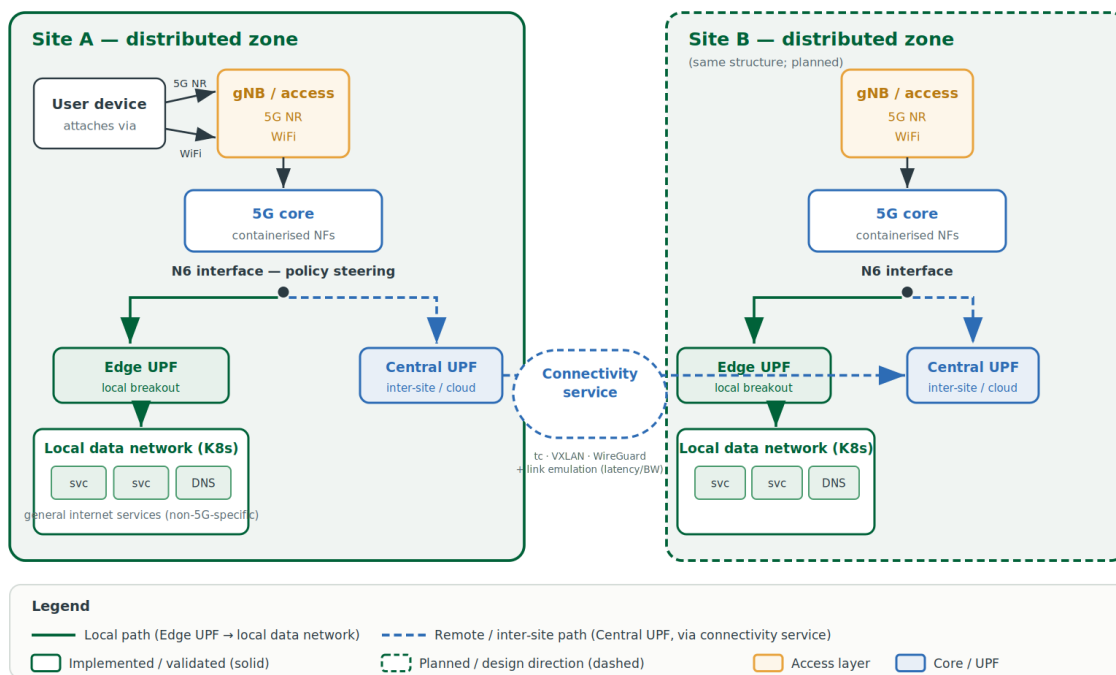 Site A — distributed zone
User device
attaches via
5G NR
WiFi
gNB / access
5G NR
WiFi
5G core
containerised NFs
N6 interface — policy steering
Edge UPF
local breakout
Central UPF
inter-site / cloud
Local data network (K8s)
svc
svc
DNS
general internet services (non-5G-specific)
Connectivity
service
tc · VXLAN · WireGuard
+ link emulation (latency/BW)
Site B — distributed zone
(same structure; planned)
gNB / access
5G NR
WiFi
5G core
containerised NFs
N6 interface
Edge UPF
local breakout
Central UPF
inter-site / cloud
Local data network (K8s)
svc
svc
DNS
Legend
Local path (Edge UPF → local data network)
Remote / inter-site path (Central UPF, via connectivity service)
Implemented / validated (solid)
Planned / design direction (dashed)
Access layer
Core / UPF